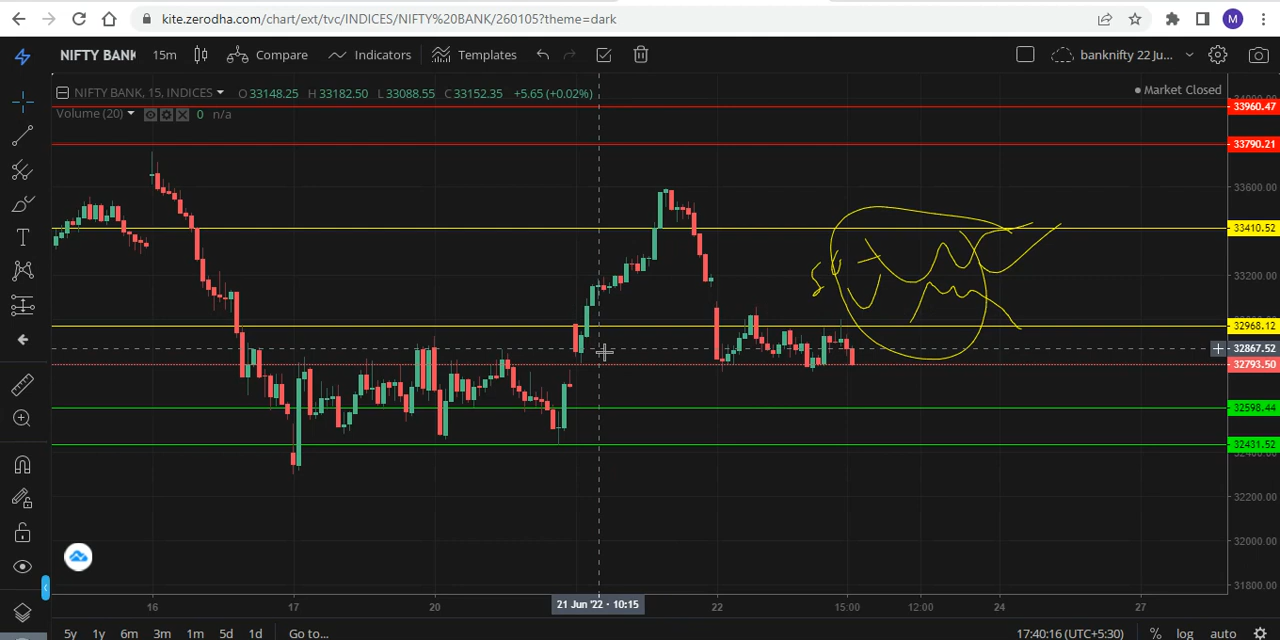 kite.zerodha.com/chart/ext/tvc/INDICES/NIFTY%20BANK/260105?theme=dark
M
NIFTY BANK 15m Compare Indicators Templates banknifty 22 Ju...
NIFTY BANK, 15, INDICES O33148.25 H33182.50 L33088.55 C33152.35 +5.65 (+0.02%) Market Closed
Volume (20) 0 n/a
33960.47
33790.21
33600.00
33410.52
33200.00
32968.12
32867.52
32793.50
32598.44
32431.52
32200.00
32000.00
31800.00
16 17 20 21 Jun '22 · 10:15 22 15:00 12:00 24 27
5y 1y 6m 3m 1m 5d 1d Go to... 17:40:16 (UTC+5:30) % log auto